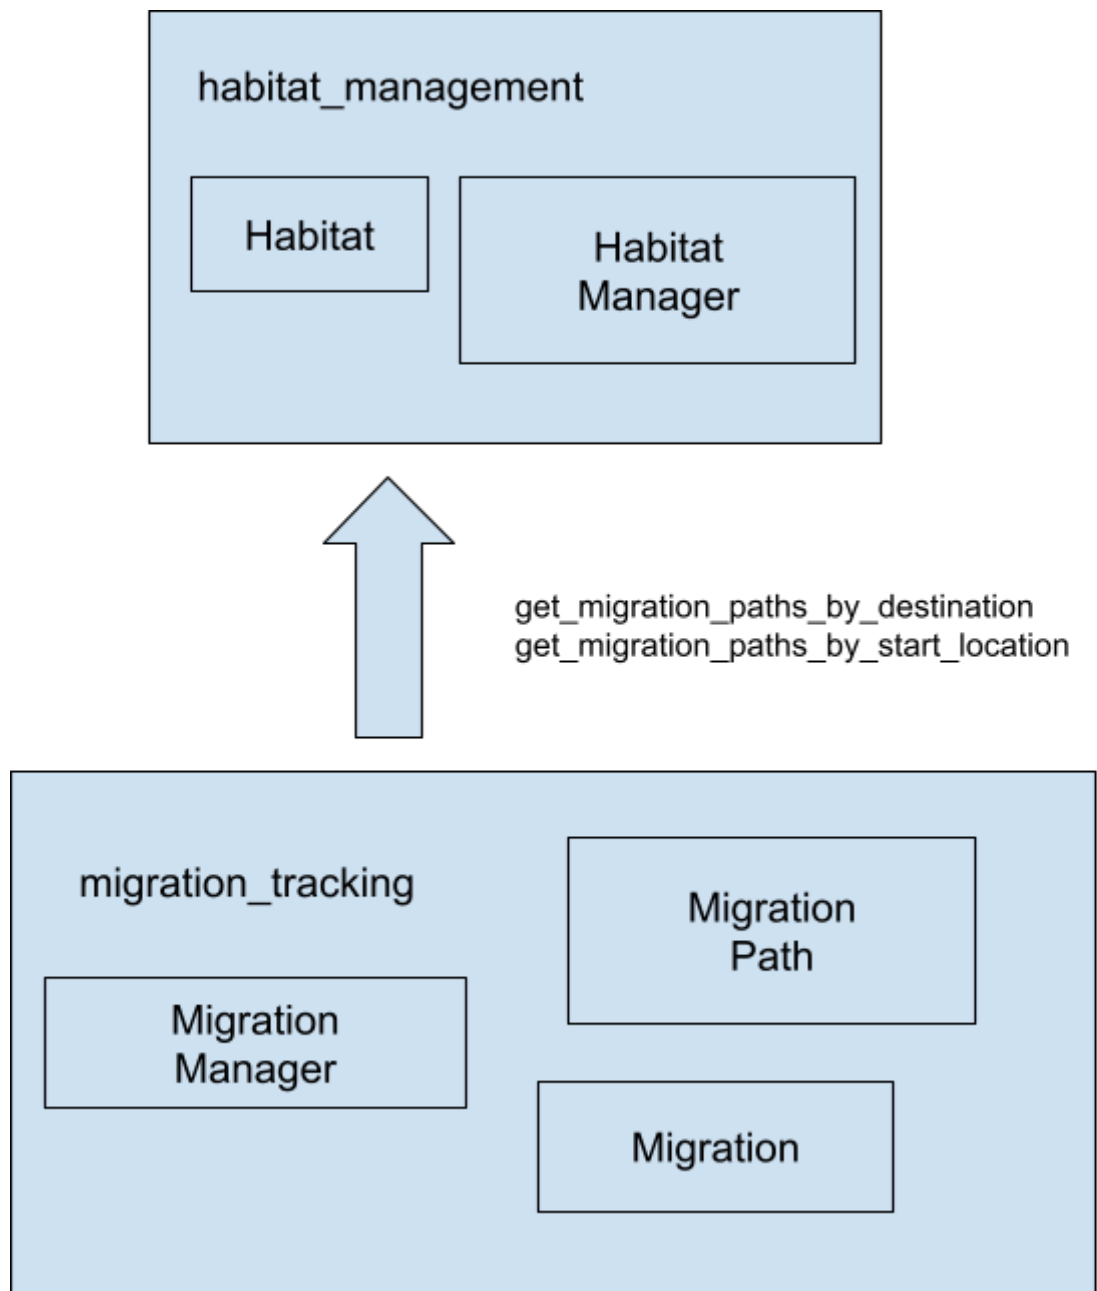 habitat_management
Habitat
Habitat
Manager
get_migration_paths_by_destination
get_migration_paths_by_start_location
migration_tracking
Migration
Path
Migration
Manager
Migration